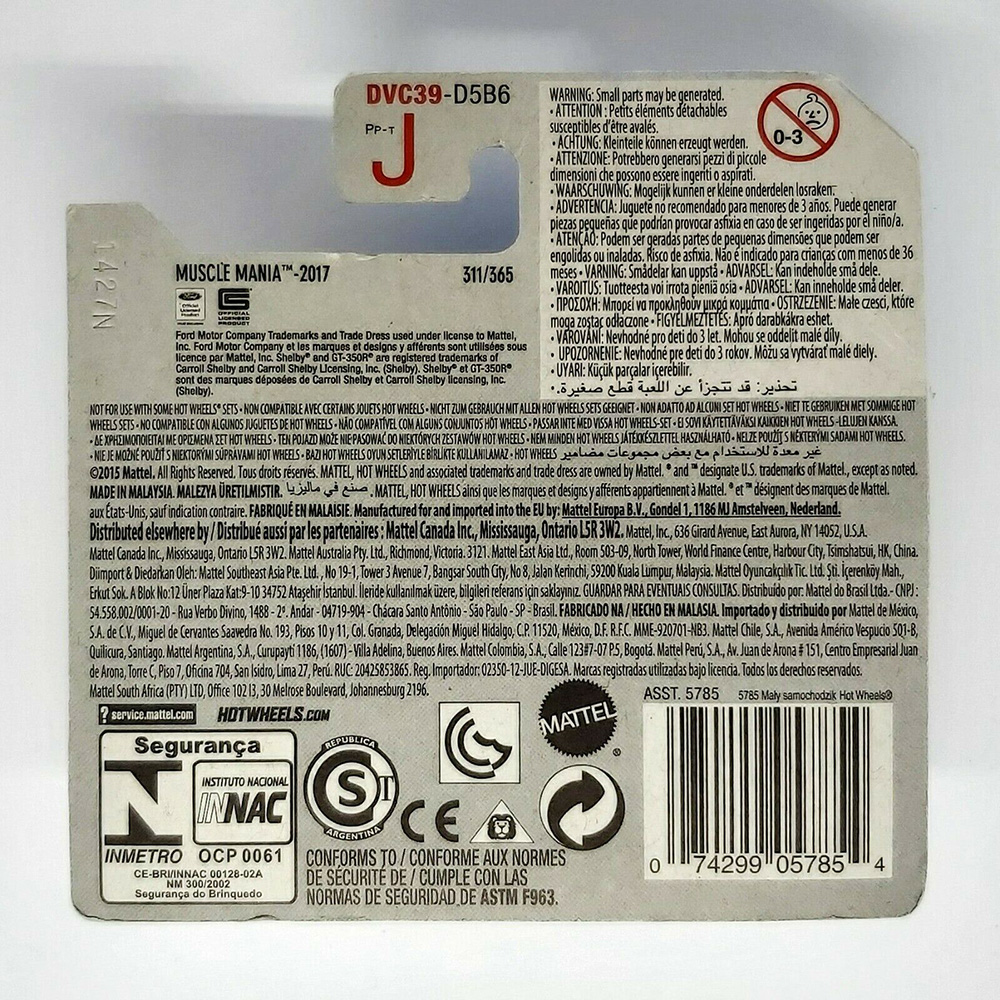 DVC39-D5B6
PP-T
J
WARNING: Small parts may be generated.
• ATTENTION : Petits éléments détachables
susceptibles d'être avalés.
• ACHTUNG: Kleinteile können erzeugt werden.
• ATTENZIONE: Potrebbero generarsi pezzi di piccole
dimensioni che possono essere ingeriti o aspirati.
• WAARSCHUWING: Mogelijk kunnen er kleine onderdelen losraken.
• ADVERTENCIA: Juguete no recomendado para menores de 3 años. Puede generar
piezas pequeñas que podrían provocar asfixia en caso de ser ingeridas por el niño/a.
• ATENÇÃO: Podem ser geradas partes de pequenas dimensões que podem ser
engolidas ou inaladas. Risco de asfixia. Não é indicado para crianças com menos de 36
meses • VARNING: Smådelar kan uppstå • ADVARSEL: Kan indeholde små dele.
• VAROITUS: Tuotteesta voi irrota pieniä osia • ADVARSEL: Kan inneholde små deler.
• ΠΡΟΣΟΧΗ: Μπορεί να προκληθούν μικρά κομμάτια • OSTRZEŻENIE: Małe części, które
mogą zostać odłączone • FIGYELMEZTETÉS: Apró darabkákra eshet.
• VAROVÁNÍ: Nevhodné pro děti do 3 let. Mohou se oddělit malé díly.
• UPOZORNENIE: Nevhodné pre deti do 3 rokov. Môžu sa vytvárať malé diely.
• UYARI: Küçük parçalar içerebilir.
• تحذير: قد تتجزأ عن اللعبة قطع صغيرة.
0-3
1427N
MUSCLE MANIA™-2017 311/365
Ford
Official
Licensed
Product
OFFICIAL
LICENSED
PRODUCT
Ford Motor Company Trademarks and Trade Dress used under license to Mattel,
Inc. Ford Motor Company et les marques et designs y afférents sont utilisées sous
licence par Mattel, Inc. Shelby® and GT-350R® are registered trademarks of
Carroll Shelby and Carroll Shelby Licensing, Inc. (Shelby). Shelby® et GT-350R®
sont des marques déposées de Carroll Shelby et Carroll Shelby licensing, Inc.
(Shelby).
NOT FOR USE WITH SOME HOT WHEELS® SETS • NON COMPATIBLE AVEC CERTAINS JOUETS HOT WHEELS • NICHT ZUM GEBRAUCH MIT ALLEN HOT WHEELS SETS GEEIGNET • NON ADATTO AD ALCUNI SET HOT WHEELS • NIET TE GEBRUIKEN MET SOMMIGE HOT
WHEELS SETS • NO COMPATIBLE CON ALGUNOS JUGUETES DE HOT WHEELS • NÃO COMPATÍVEL COM ALGUNS CONJUNTOS HOT WHEELS • PASSAR INTE MED VISSA HOT WHEELS-SET • EI SOVI KÄYTETTÄVÄKSI KAIKKIEN HOT WHEELS -LELUJEN KANSSA.
• ΔΕ ΧΡΗΣΙΜΟΠΟΙΕΙΤΑΙ ΜΕ ΟΡΙΣΜΕΝΑ ΣΕΤ HOT WHEELS • TEN POJAZD MOŻE NIE PASOWAĆ DO NIEKTÓRYCH ZESTAWÓW HOT WHEELS • NEM MINDEN HOT WHEELS JÁTÉKKÉSZLETTEL HASZNÁLHATÓ • NELZE POUŽÍT S NĚKTERÝMI SADAMI HOT WHEELS.
• NIE JE MOŽNÉ POUŽIŤ S NIEKTORÝMI SÚPRAVAMI HOT WHEELS • BAZI HOT WHEELS OYUN SETLERİYLE BİRLİKTE KULLANILAMAZ • HOT WHEELS غير معدة للاستخدام مع بعض مجموعات مضامير
©2015 Mattel. All Rights Reserved. Tous droits réservés. MATTEL, HOT WHEELS and associated trademarks and trade dress are owned by Mattel. ® and ™ designate U.S. trademarks of Mattel., except as noted.
MADE IN MALAYSIA. MALEZYA ÜRETILMISTIR. صنع في ماليزيا . MATTEL, HOT WHEELS ainsi que les marques et designs y afférents appartiennent à Mattel. ® et ™ désignent des marques de Mattel.
aux États-Unis, sauf indication contraire. FABRIQUÉ EN MALAISIE. Manufactured for and imported into the EU by: Mattel Europa B.V., Gondel 1, 1186 MJ Amstelveen, Nederland.
Distributed elsewhere by / Distribué aussi par les partenaires : Mattel Canada Inc., Mississauga, Ontario L5R 3W2. Mattel, Inc., 636 Girard Avenue, East Aurora, NY 14052, U.S.A.
Mattel Canada Inc., Mississauga, Ontario L5R 3W2. Mattel Australia Pty. Ltd., Richmond, Victoria. 3121. Mattel East Asia Ltd., Room 503-09, North Tower, World Finance Centre, Harbour City, Tsimshatsui, HK, China.
Diimport & Diedarkan Oleh: Mattel Southeast Asia Pte. Ltd. , No 19-1, Tower 3 Avenue 7, Bangsar South City, No 8, Jalan Kerinchi, 59200 Kuala Lumpur, Malaysia. Mattel Oyuncakçılık Tic. Ltd. Şti. İçerenköy Mah.,
Erkut Sok. A Blok No:12 Üner Plaza Kat:9-10 34752 Ataşehir İstanbul. İleride kullanılmak üzere, bilgileri referans için saklayınız. GUARDAR PARA EVENTUAIS CONSULTAS. Distribuido por: Mattel do Brasil Ltda.- CNPJ :
54.558.002/0001-20 - Rua Verbo Divino, 1488 - 2º. Andar - 04719-904 - Chácara Santo Antônio - São Paulo - SP - Brasil. FABRICADO NA / HECHO EN MALASIA. Importado y distribuido por Mattel de México,
S.A. de C.V., Miguel de Cervantes Saavedra No. 193, Pisos 10 y 11, Col. Granada, Delegación Miguel Hidalgo, C.P. 11520, México, D.F. R.F.C. MME-920701-NB3. Mattel Chile, S.A., Avenida Américo Vespucio 501-B,
Quilicura, Santiago. Mattel Argentina, S.A., Curupaytí 1186, (1607) - Villa Adelina, Buenos Aires. Mattel Colombia, S.A., Calle 123#7-07 P.5, Bogotá. Mattel Perú, S.A., Av. Juan de Arona # 151, Centro Empresarial Juan
de Arona, Torre C, Piso 7, Oficina 704, San Isidro, Lima 27, Perú. RUC: 20425853865. Reg. Importador: 02350-12-JUE-DIGESA. Marcas registradas utilizadas bajo licencia. Todos los derechos reservados.
Mattel South Africa (PTY) LTD, Office 102 I3, 30 Melrose Boulevard, Johannesburg 2196.
? service.mattel.com HOTWHEELS.COM
ASST. 5785 5785 Mały samochodzik Hot Wheels®
MATTEL
®
Segurança
INMETRO
INSTITUTO NACIONAL
INNAC
OCP 0061
CE-BRI/INNAC 00128-02A
NM 300/2002
Segurança do Brinquedo
REPUBLICA
S
T
ARGENTINA
CE
CONFORMS TO / CONFORME AUX NORMES
DE SÉCURITÉ DE / CUMPLE CON LAS
NORMAS DE SEGURIDAD DE ASTM F963.
0 74299 05785 4